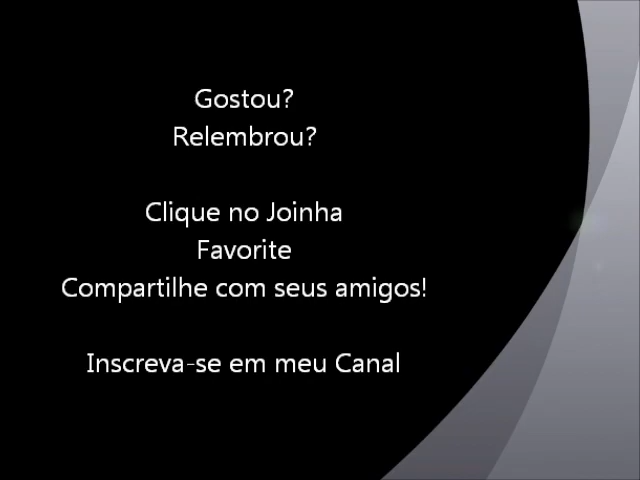 Gostou?
Relembrou?
Clique no Joinha
Favorite
Compartilhe com seus amigos!
Inscreva-se em meu Canal